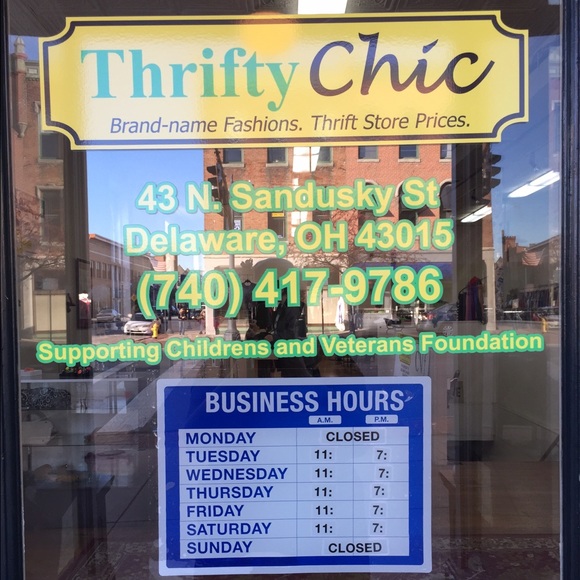 Thrifty Chic
Brand-name Fashions. Thrift Store Prices.
43 N. Sandusky St
Delaware, OH 43015
(740) 417-9786
Supporting Childrens and Veterans Foundation
BUSINESS HOURS
A.M. P.M.
MONDAY CLOSED
TUESDAY 11: 7:
WEDNESDAY 11: 7:
THURSDAY 11: 7:
FRIDAY 11: 7:
SATURDAY 11: 7:
SUNDAY CLOSED